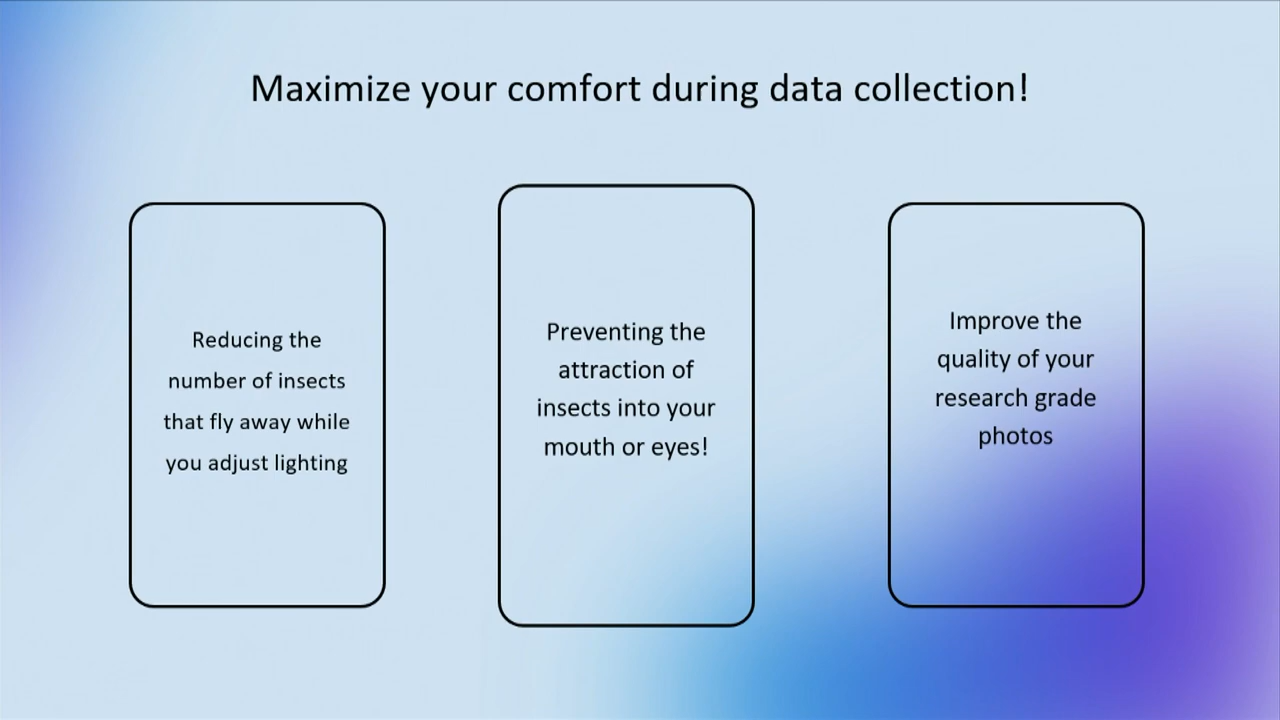 Maximize your comfort during data collection!
Reducing the
number of insects
that fly away while
you adjust lighting
Preventing the
attraction of
insects into your
mouth or eyes!
Improve the
quality of your
research grade
photos